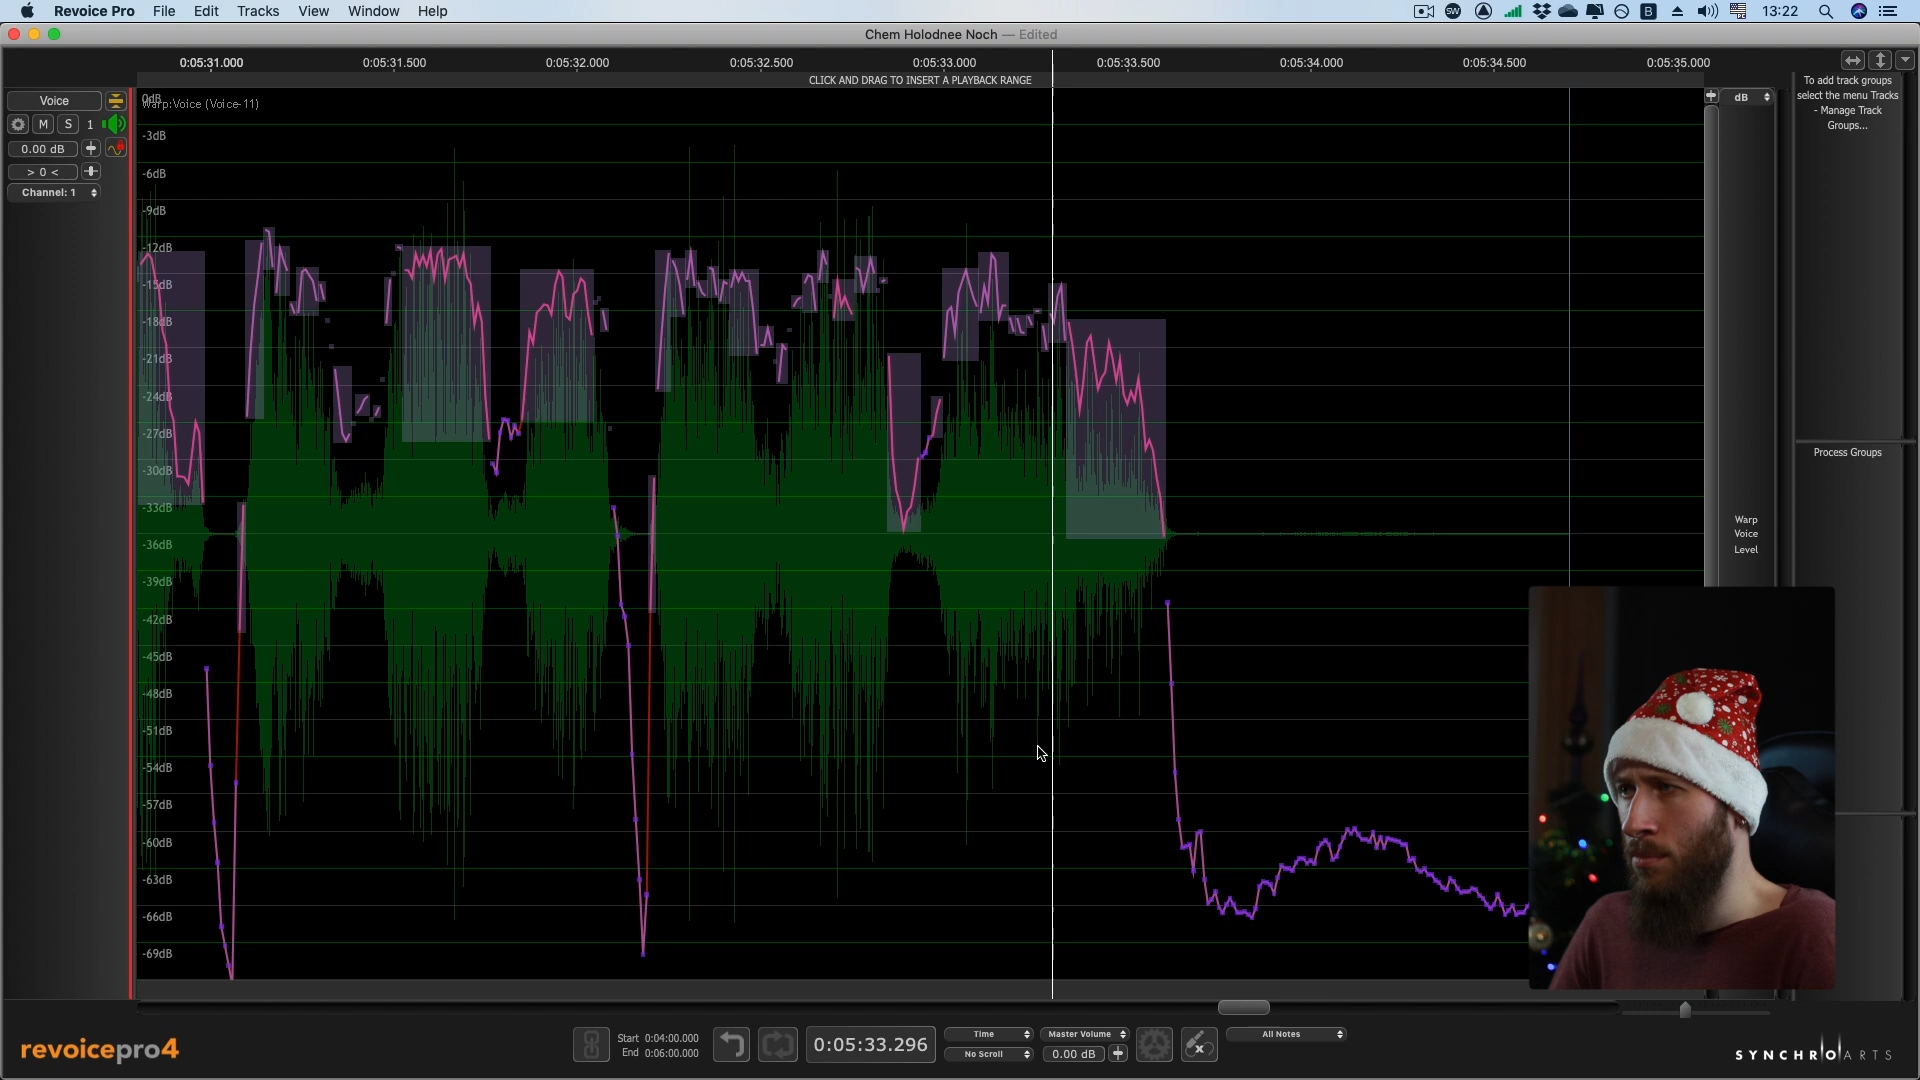 Revoice Pro File Edit Tracks View Window Help 13:22
Chem Holodnee Noch — Edited
0:05:31.000 0:05:31.500 0:05:32.000 0:05:32.500 0:05:33.000 0:05:33.500 0:05:34.000 0:05:34.500 0:05:35.000
CLICK AND DRAG TO INSERT A PLAYBACK RANGE
To add track groups
select the menu Tracks
- Manage Track
Groups...
Voice
M S 1
0.00 dB
> 0 <
Channel: 1
0dB
Warp:Voice (Voice-11)
dB
-3dB
-6dB
-9dB
-12dB
-15dB
-18dB
-21dB
-24dB
-27dB
-30dB
-33dB
-36dB
-39dB
-42dB
-45dB
-48dB
-51dB
-54dB
-57dB
-60dB
-63dB
-66dB
-69dB
Process Groups
Warp
Voice
Level
revoicepro4
Start 0:04:00.000
End 0:06:00.000
0:05:33.296
Time
No Scroll
Master Volume
0.00 dB
All Notes
SYNCHROARTS